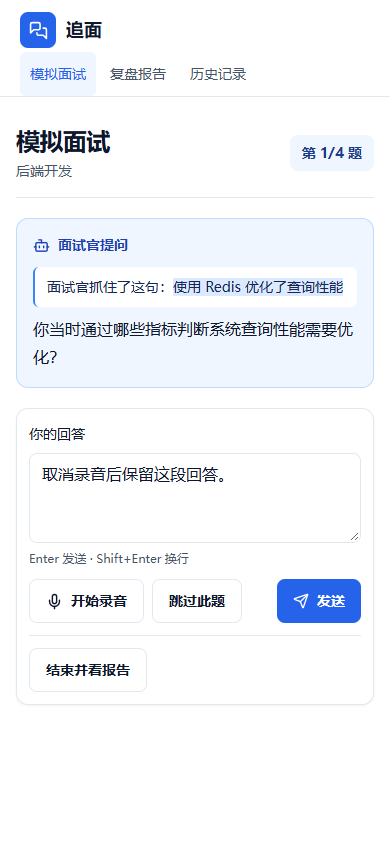 追面
模拟面试 复盘报告 历史记录
模拟面试
后端开发
第 1/4 题
面试官提问
面试官抓住了这句：使用 Redis 优化了查询性能
你当时通过哪些指标判断系统查询性能需要优
化？
你的回答
取消录音后保留这段回答。
Enter 发送 · Shift+Enter 换行
开始录音 跳过此题 发送
结束并看报告